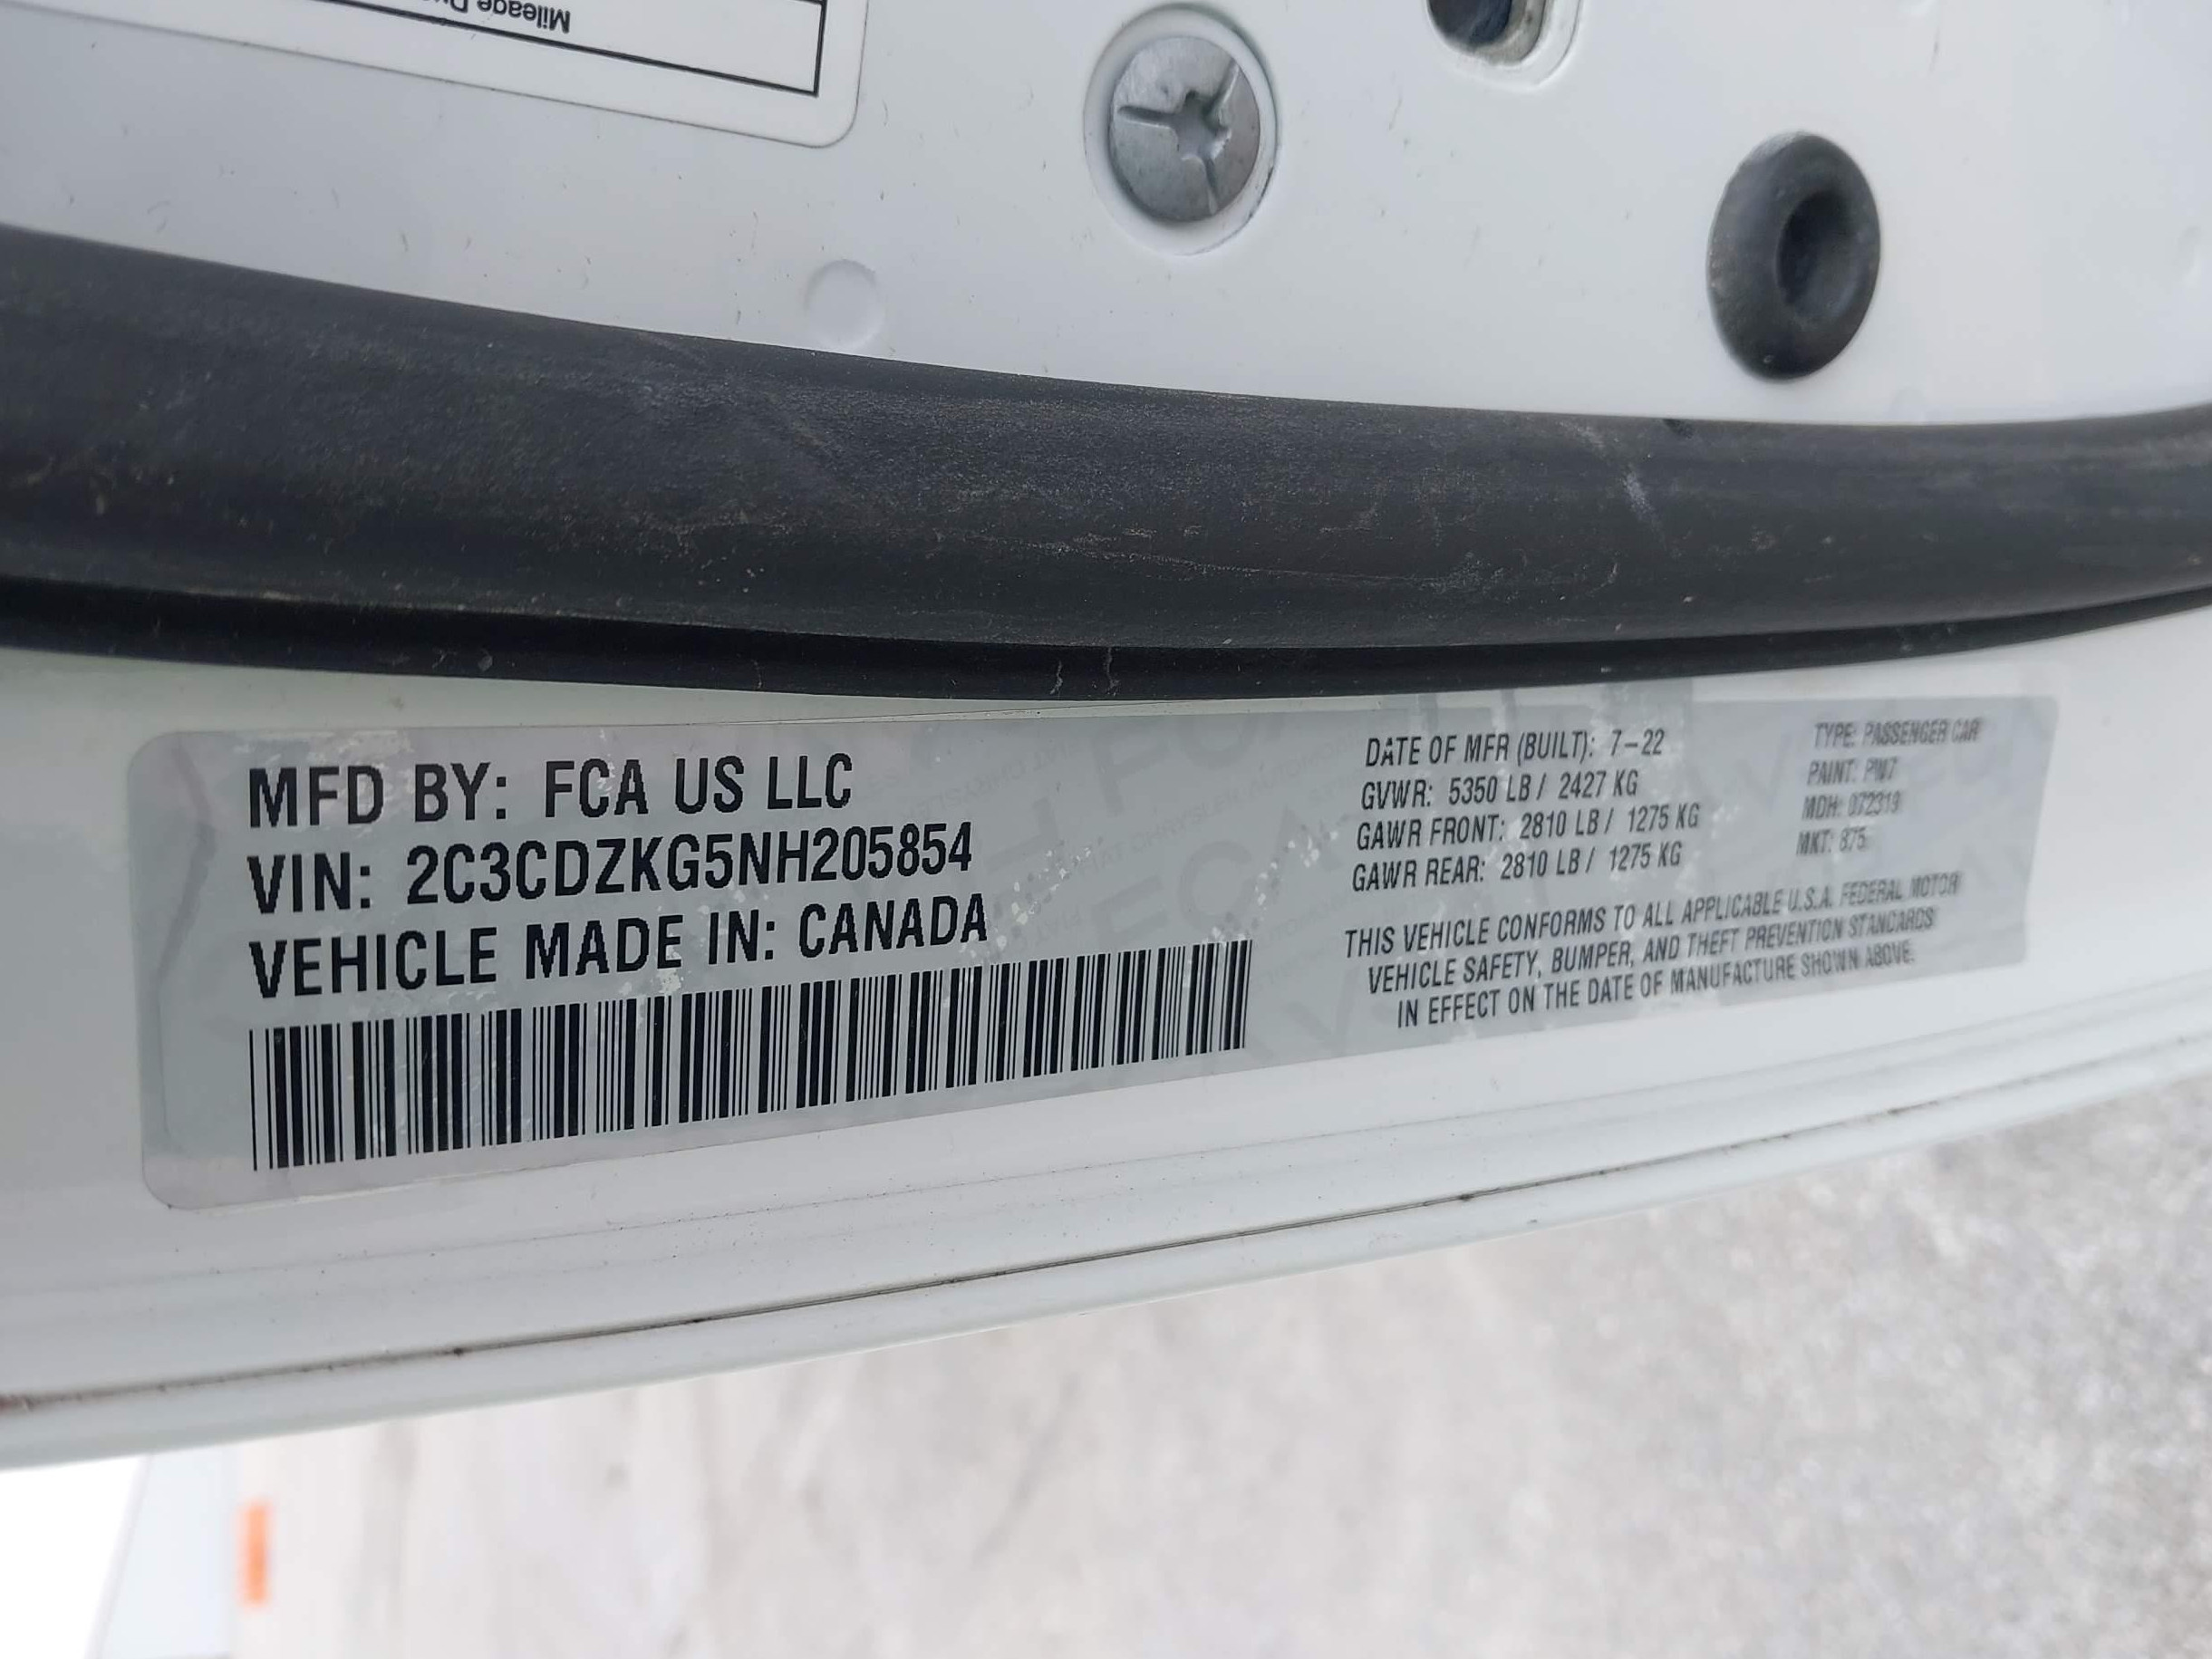 Mileage
MFD BY: FCA US LLC
VIN: 2C3CDZKG5NH205854
VEHICLE MADE IN: CANADA
DATE OF MFR (BUILT): 7-22
GVWR: 5350 LB / 2427 KG
GAWR FRONT: 2810 LB / 1275 KG
GAWR REAR: 2810 LB / 1275 KG
TYPE: PASSENGER CAR
PAINT: PW7
MDH: 072319
MKT: 875
THIS VEHICLE CONFORMS TO ALL APPLICABLE U.S.A. FEDERAL MOTOR
VEHICLE SAFETY, BUMPER, AND THEFT PREVENTION STANDARDS
IN EFFECT ON THE DATE OF MANUFACTURE SHOWN ABOVE.